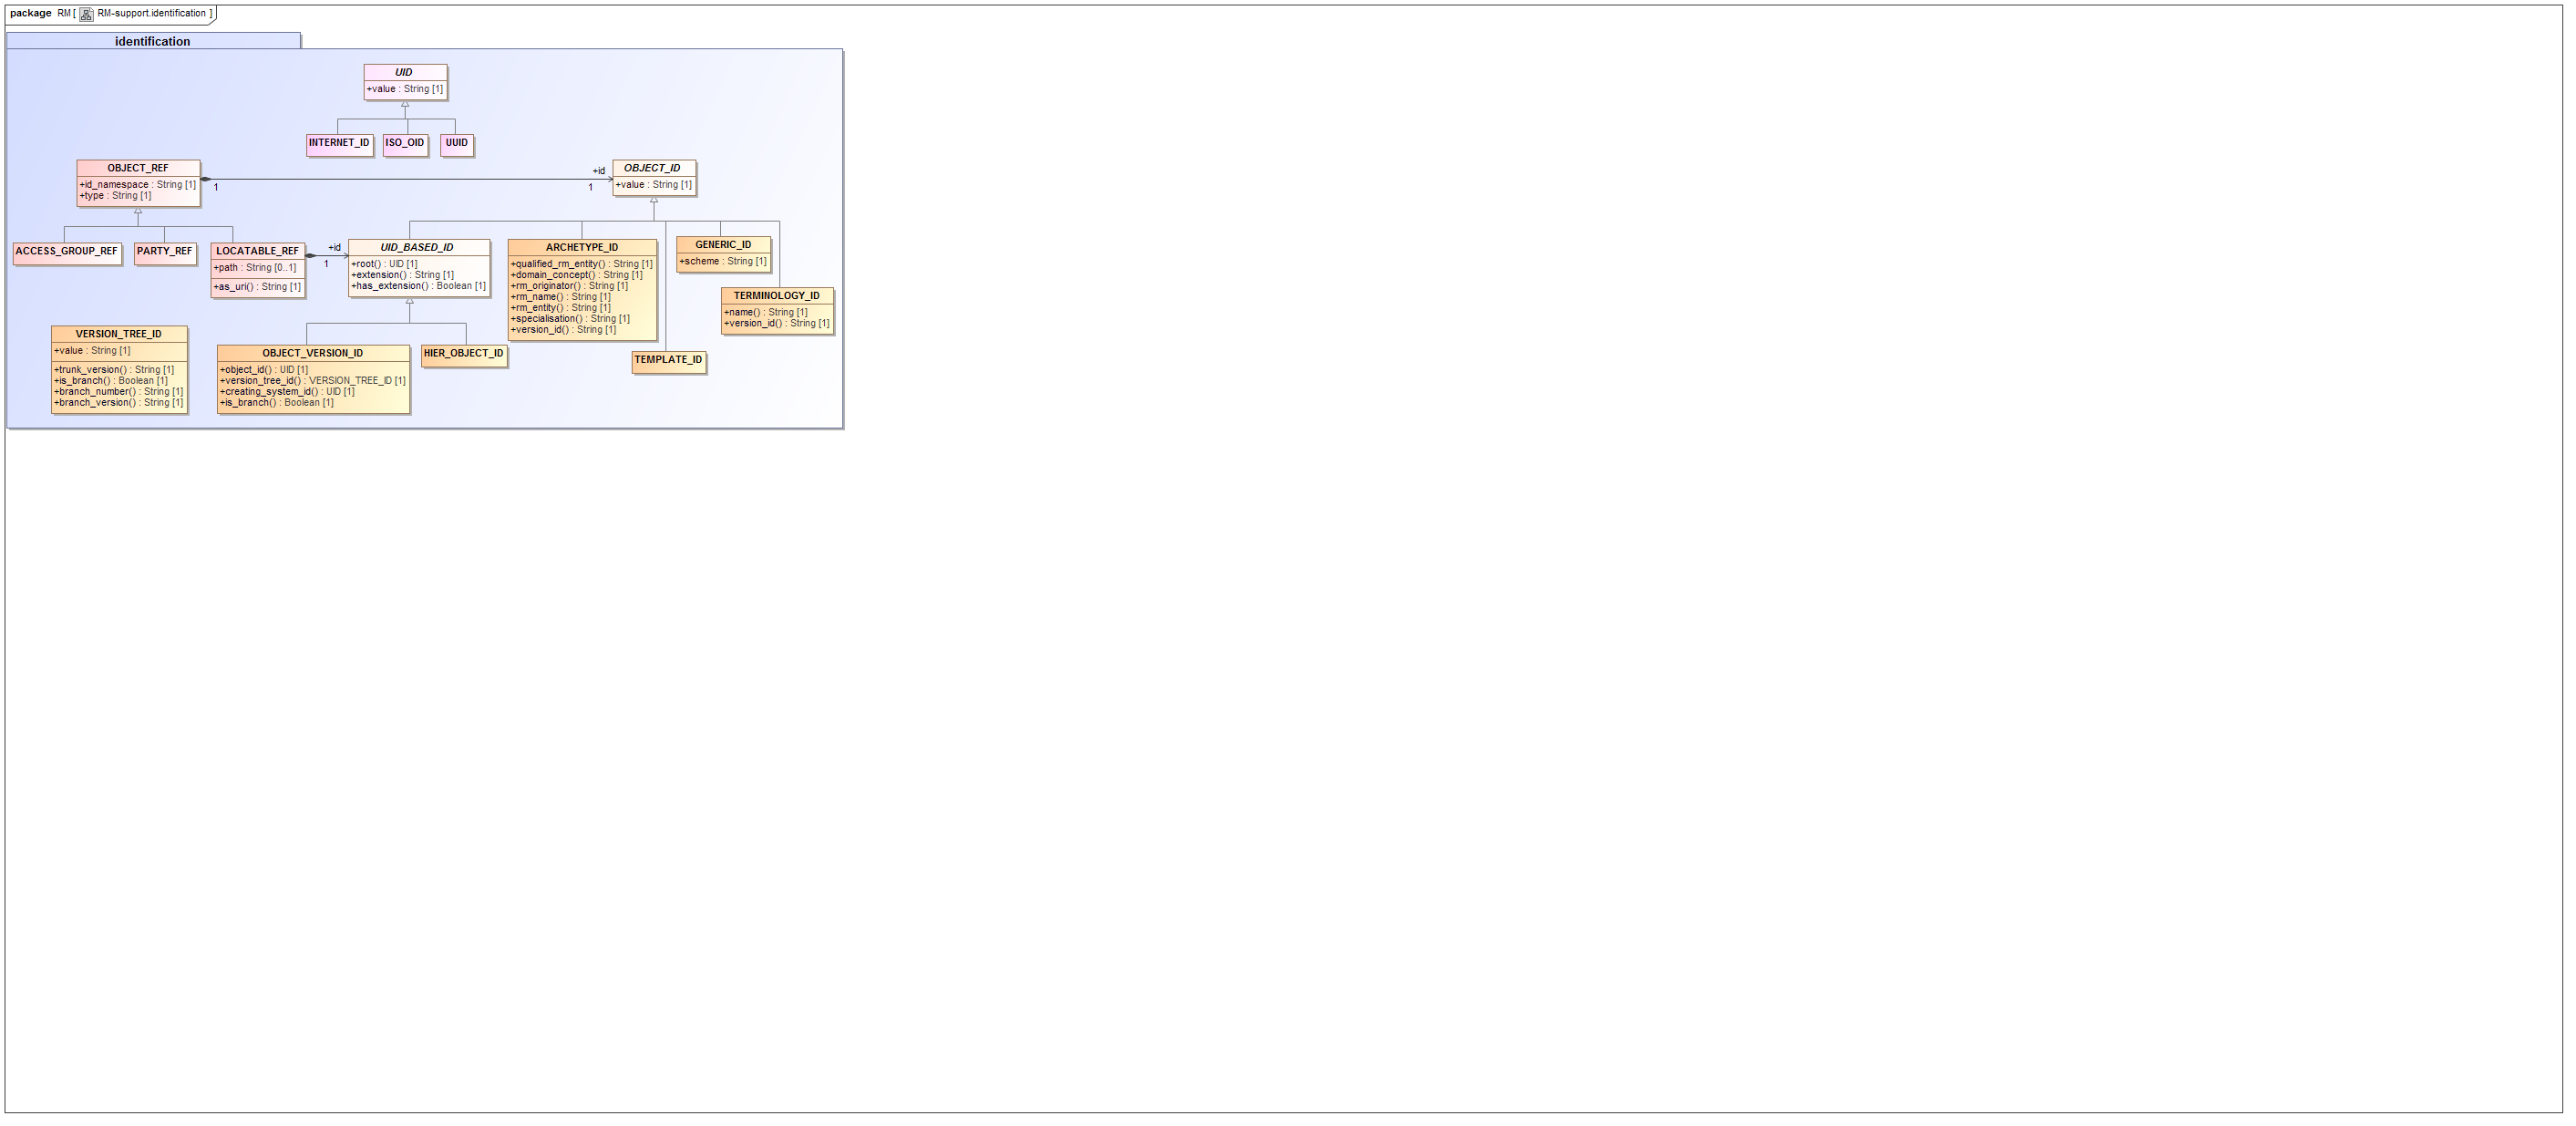 package RM [ RM-support.identification ]
identification
UID
+value : String [1]
INTERNET_ID
ISO_OID
UUID
OBJECT_REF
+id_namespace : String [1]
+type : String [1]
1
+id
1
OBJECT_ID
+value : String [1]
ACCESS_GROUP_REF
PARTY_REF
LOCATABLE_REF
+path : String [0..1]
+as_uri() : String [1]
+id
1
UID_BASED_ID
+root() : UID [1]
+extension() : String [1]
+has_extension() : Boolean [1]
ARCHETYPE_ID
+qualified_rm_entity() : String [1]
+domain_concept() : String [1]
+rm_originator() : String [1]
+rm_name() : String [1]
+rm_entity() : String [1]
+specialisation() : String [1]
+version_id() : String [1]
GENERIC_ID
+scheme : String [1]
TERMINOLOGY_ID
+name() : String [1]
+version_id() : String [1]
VERSION_TREE_ID
+value : String [1]
+trunk_version() : String [1]
+is_branch() : Boolean [1]
+branch_number() : String [1]
+branch_version() : String [1]
OBJECT_VERSION_ID
+object_id() : UID [1]
+version_tree_id() : VERSION_TREE_ID [1]
+creating_system_id() : UID [1]
+is_branch() : Boolean [1]
HIER_OBJECT_ID
TEMPLATE_ID